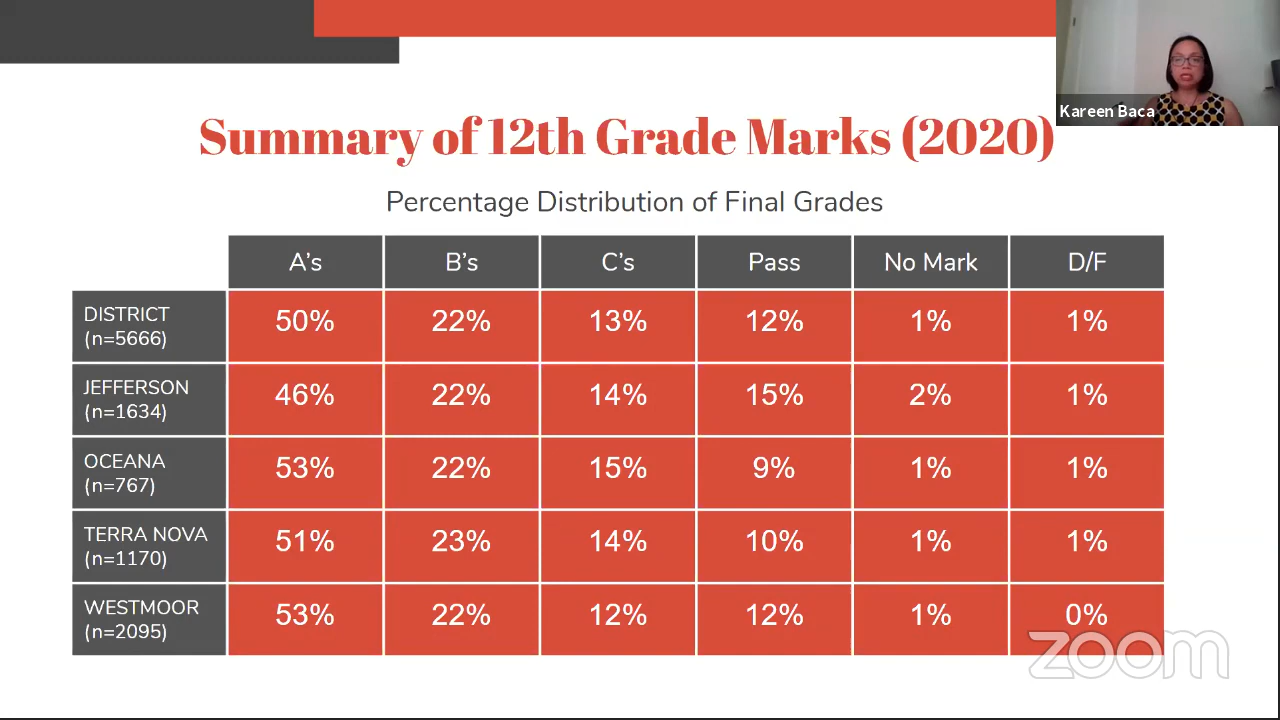 Kareen Baca
Summary of 12th Grade Marks (2020)
Percentage Distribution of Final Grades
A's B's C's Pass No Mark D/F
DISTRICT
(n=5666) 50% 22% 13% 12% 1% 1%
JEFFERSON
(n=1634) 46% 22% 14% 15% 2% 1%
OCEANA
(n=767) 53% 22% 15% 9% 1% 1%
TERRA NOVA
(n=1170) 51% 23% 14% 10% 1% 1%
WESTMOOR
(n=2095) 53% 22% 12% 12% 1% 0%
zoom